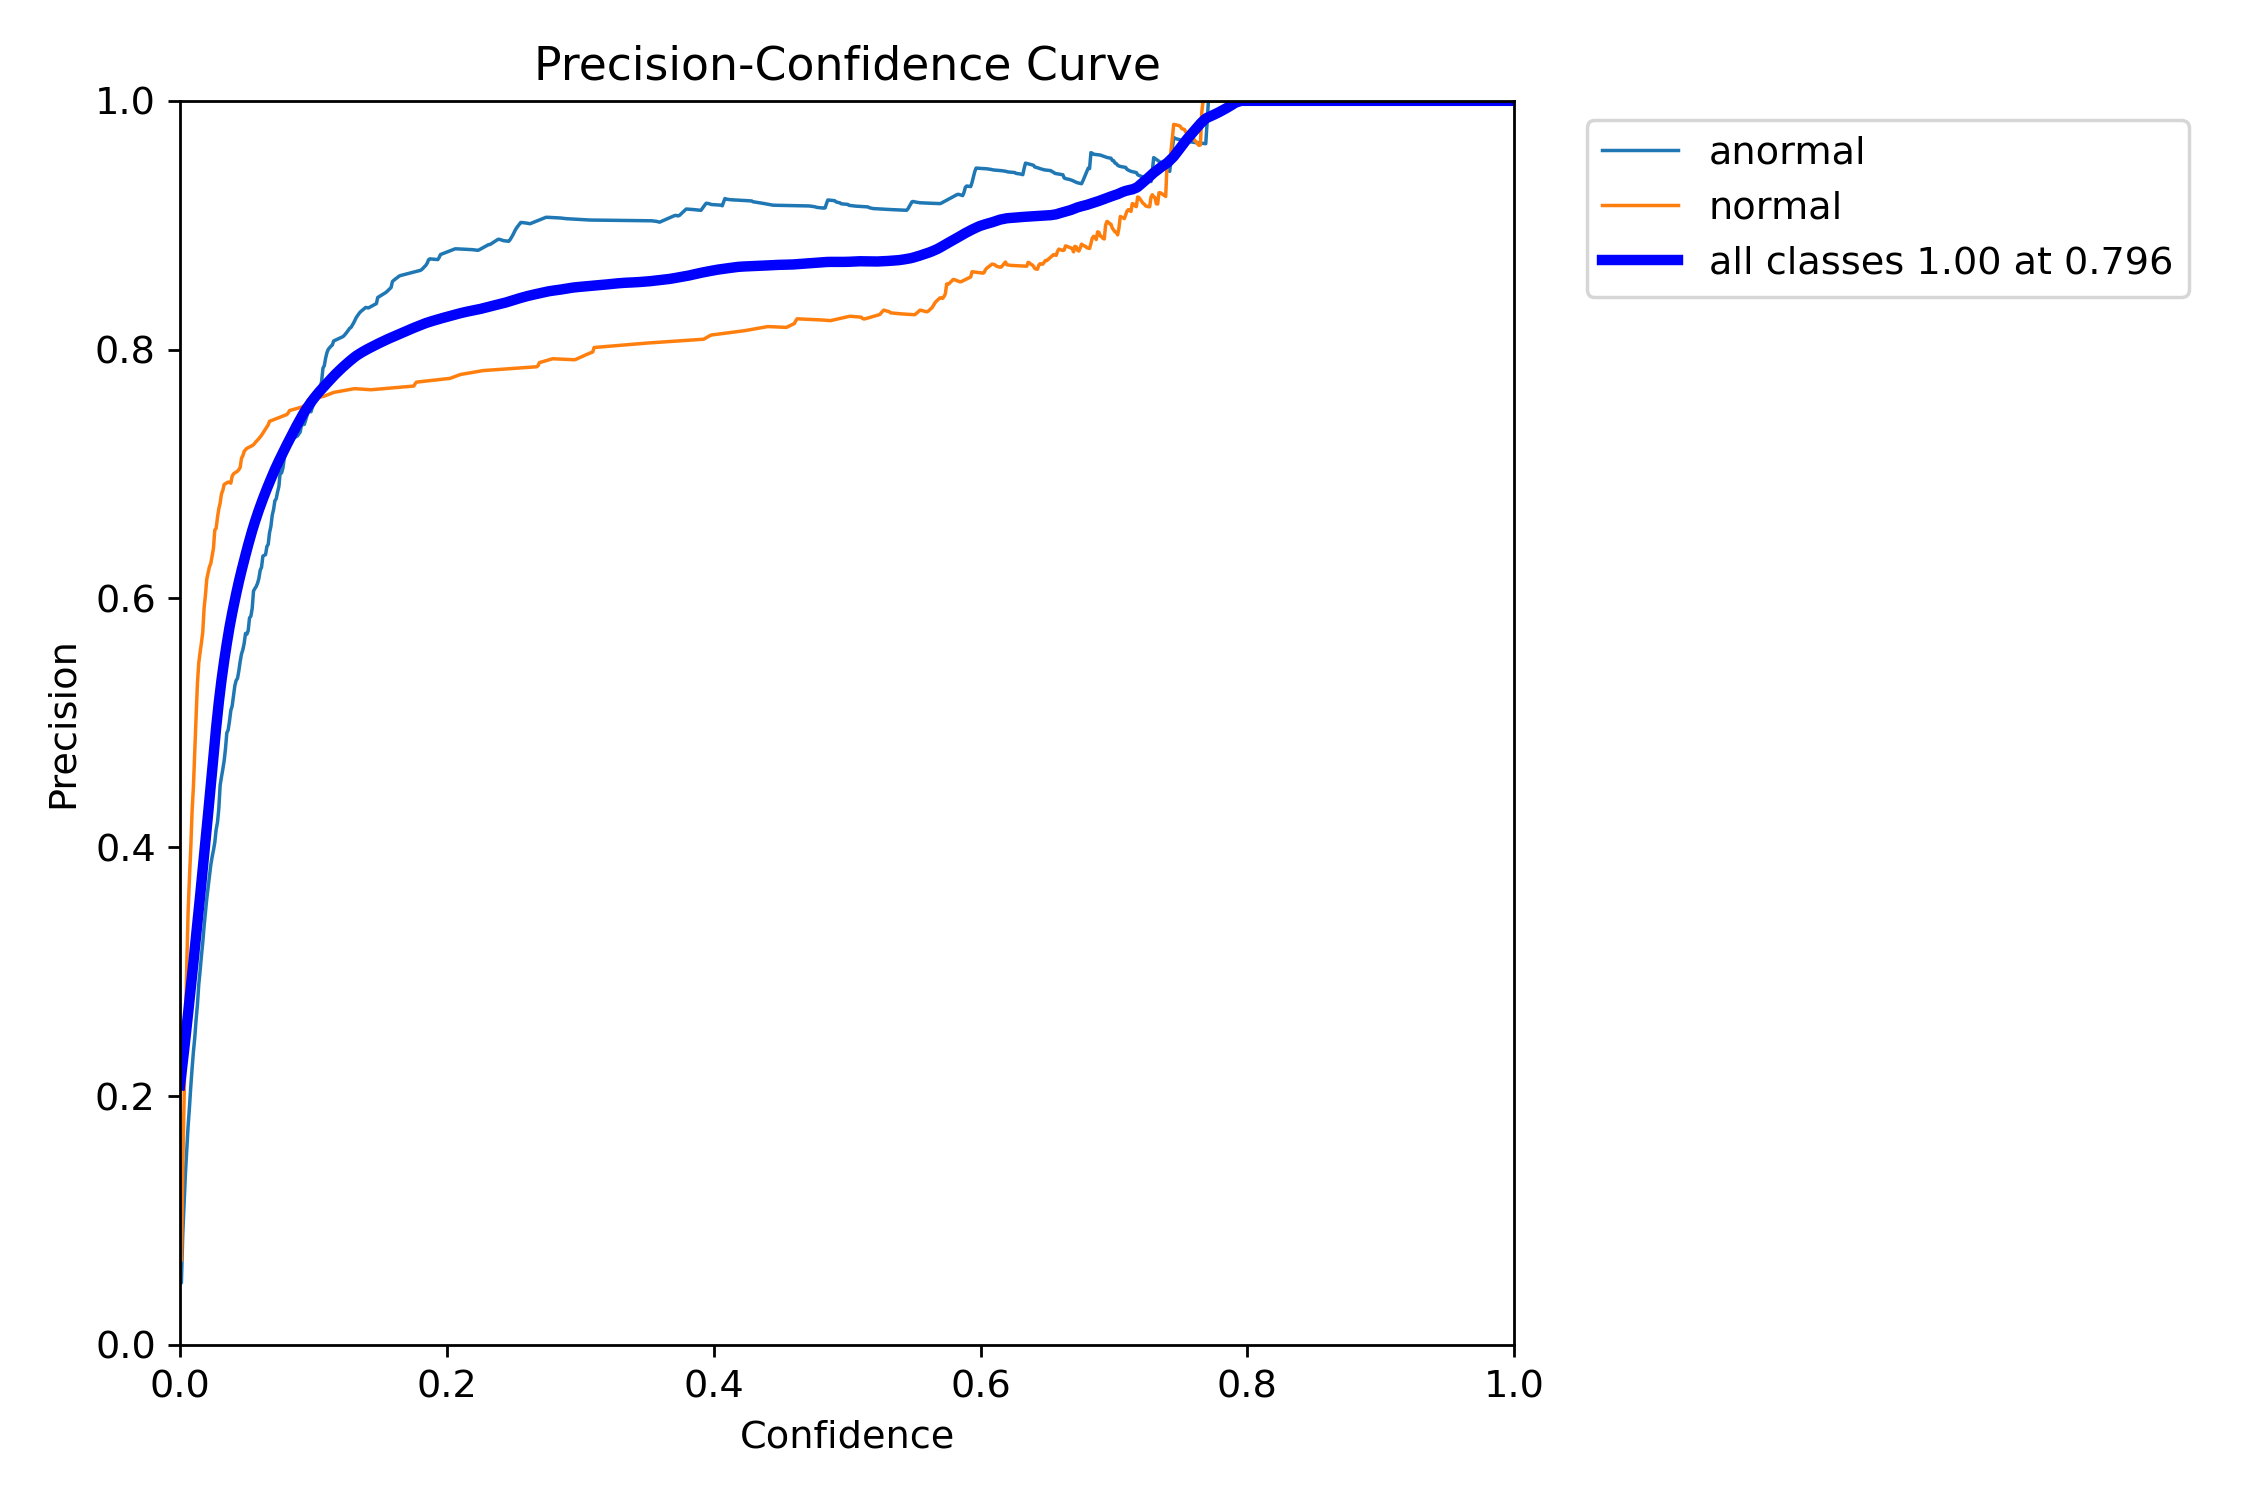 Precision-Confidence Curve
1.0
0.8
0.6
0.4
0.2
0.0
Precision
0.0 0.2 0.4 0.6 0.8 1.0
Confidence
anormal
normal
all classes 1.00 at 0.796